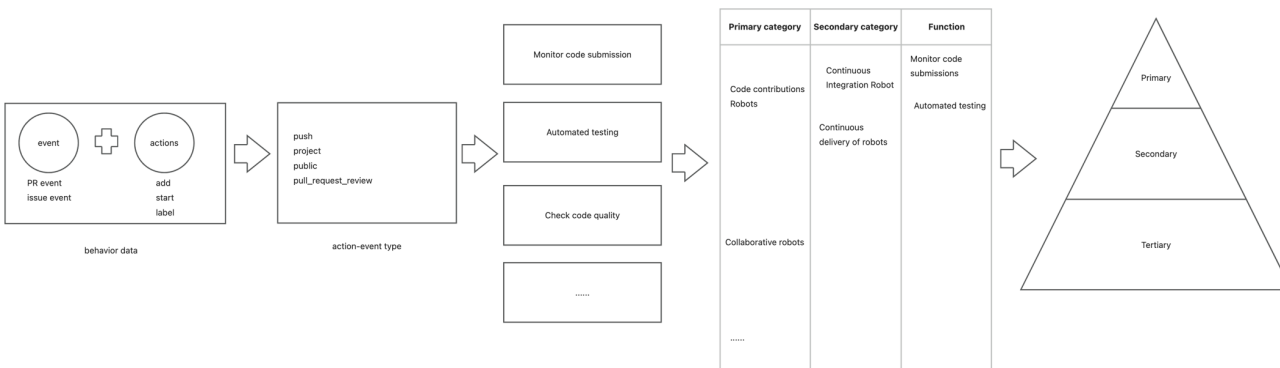 event
actions
PR event
issue event
add
start
label
behavior data
push
project
public
pull_request_review
action-event type
Monitor code submission
Automated testing
Check code quality
......
Primary category
Secondary category
Function
Code contributions
Robots
Continuous
Integration Robot
Monitor code
submissions
Automated testing
Continuous
delivery of robots
Collaborative robots
......
Primary
Secondary
Tertiary